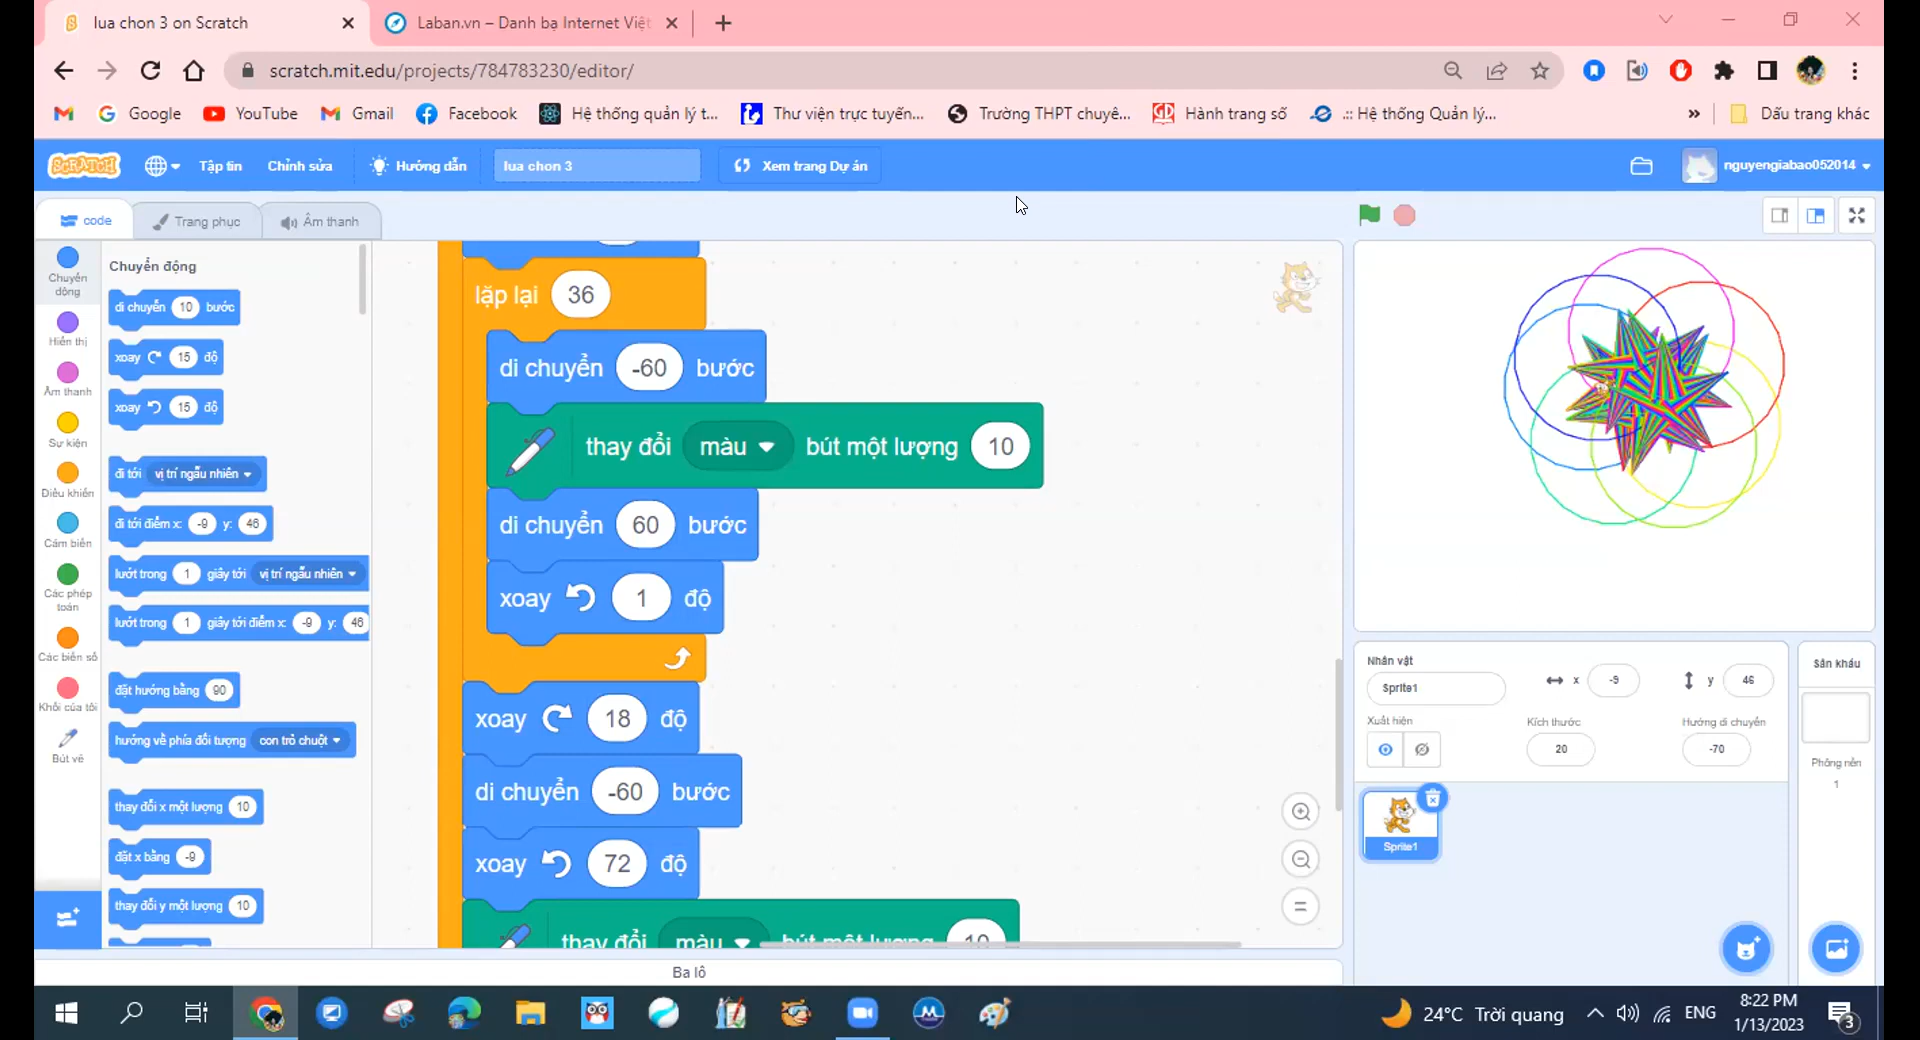 lua chon 3 on Scratch
Laban.vn – Danh bạ Internet Việt
scratch.mit.edu/projects/784783230/editor/
Google YouTube Gmail Facebook Hệ thống quản lý t... Thư viện trực tuyến... Trường THPT chuyê... Hành trang số .:: Hệ thống Quản lý... » Dấu trang khác
SCRATCH Tập tin Chỉnh sửa Hướng dẫn lua chon 3 Xem trang Dự án nguyengiabao052014
code Trang phục Âm thanh
Chuyển động
Hiển thị
Âm thanh
Sự kiện
Điều khiển
Cảm biến
Các phép toán
Các biến số
Khối của tôi
Bút vẽ
Chuyển động
di chuyển 10 bước
xoay 15 độ
xoay 15 độ
đi tới vị trí ngẫu nhiên
đi tới điểm x: -9 y: 46
lướt trong 1 giây tới vị trí ngẫu nhiên
lướt trong 1 giây tới điểm x: -9 y: 46
đặt hướng bằng 90
hướng về phía đối tượng con trỏ chuột
thay đổi x một lượng 10
đặt x bằng -9
thay đổi y một lượng 10
lặp lại 36
di chuyển -60 bước
thay đổi màu bút một lượng 10
di chuyển 60 bước
xoay 1 độ
xoay 18 độ
di chuyển -60 bước
xoay 72 độ
thay đổi màu bút một lượng 10
Nhân vật
Sprite1 x -9 y 46
Xuất hiện Kích thước Hướng di chuyển
20 -70
Sprite1
Sân khấu
Phông nền
1
Ba lô
24°C Trời quang ENG
8:22 PM
1/13/2023
3